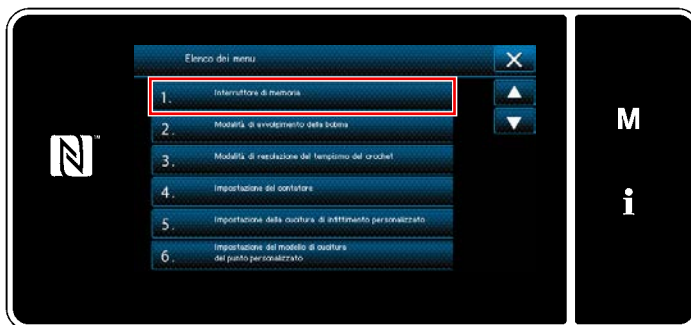 Elenco dei menu
1. Interruttore di memoria
2. Modalità di avvolgimento della bobina
3. Modalità di regolazione del tempismo del crochet
4. Impostazione del contatore
5. Impostazione della cucitura di infittimento personalizzato
6. Impostazione del modello di cucitura
del punto personalizzato
M
i
N